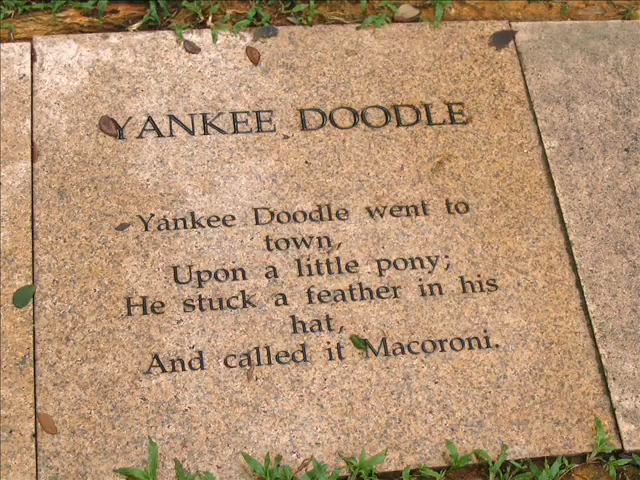 YANKEE DOODLE
Yankee Doodle went to
town,
Upon a little pony;
He stuck a feather in his
hat,
And called it Macoroni.